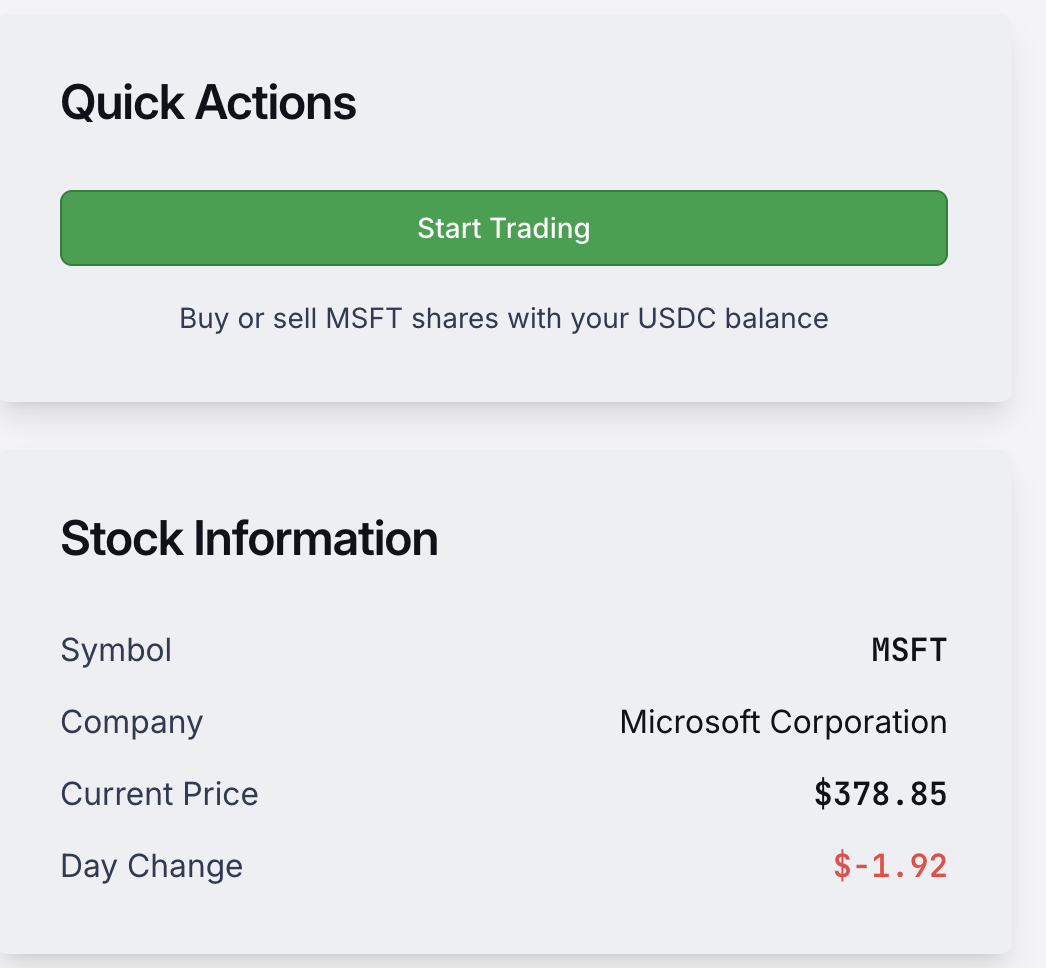 Quick Actions
Start Trading
Buy or sell MSFT shares with your USDC balance
Stock Information
Symbol MSFT
Company Microsoft Corporation
Current Price $378.85
Day Change $-1.92